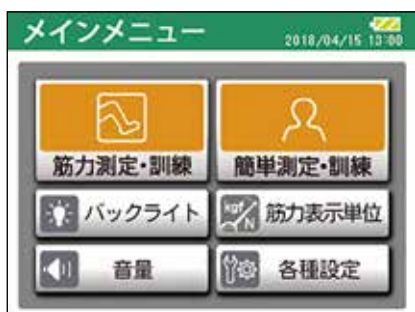 メインメニュー
2018/04/15 13:00
筋力測定・訓練
簡単測定・訓練
バックライト
kgf/N
筋力表示単位
音量
各種設定